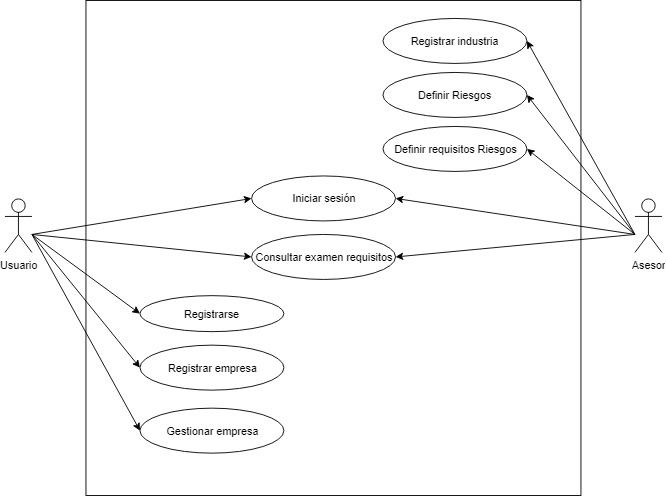 Registrar industria
Definir Riesgos
Definir requisitos Riesgos
Iniciar sesión
Consultar examen requisitos
Usuario
Asesor
Registrarse
Registrar empresa
Gestionar empresa